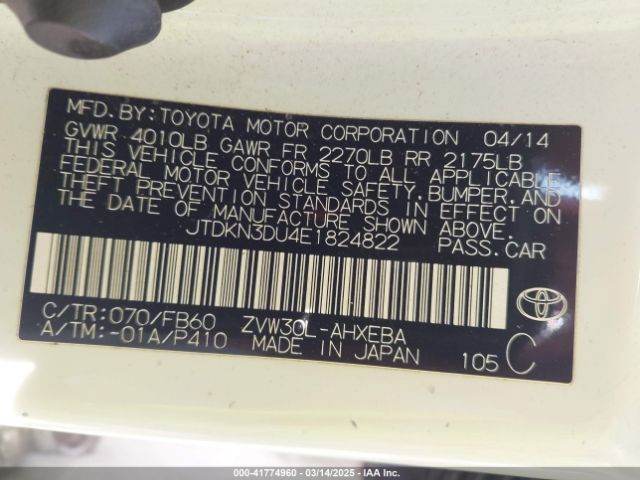 MFD.BY:TOYOTA MOTOR CORPORATION 04/14
GVWR 4010LB GAWR FR 2270LB RR 2175LB
THIS VEHICLE CONFORMS TO ALL APPLICABLE
FEDERAL MOTOR VEHICLE SAFETY,BUMPER,AND
THEFT PREVENTION STANDARDS IN EFFECT ON
THE DATE OF MANUFACTURE SHOWN ABOVE.
JTDKN3DU4E1824822 PASS.CAR
C/TR:070/FB60 ZVW30L-AHXEBA
A/TM:-01A/P410 MADE IN JAPAN 105 C
000-41774960 | 03/14/2025 | IAA INC.